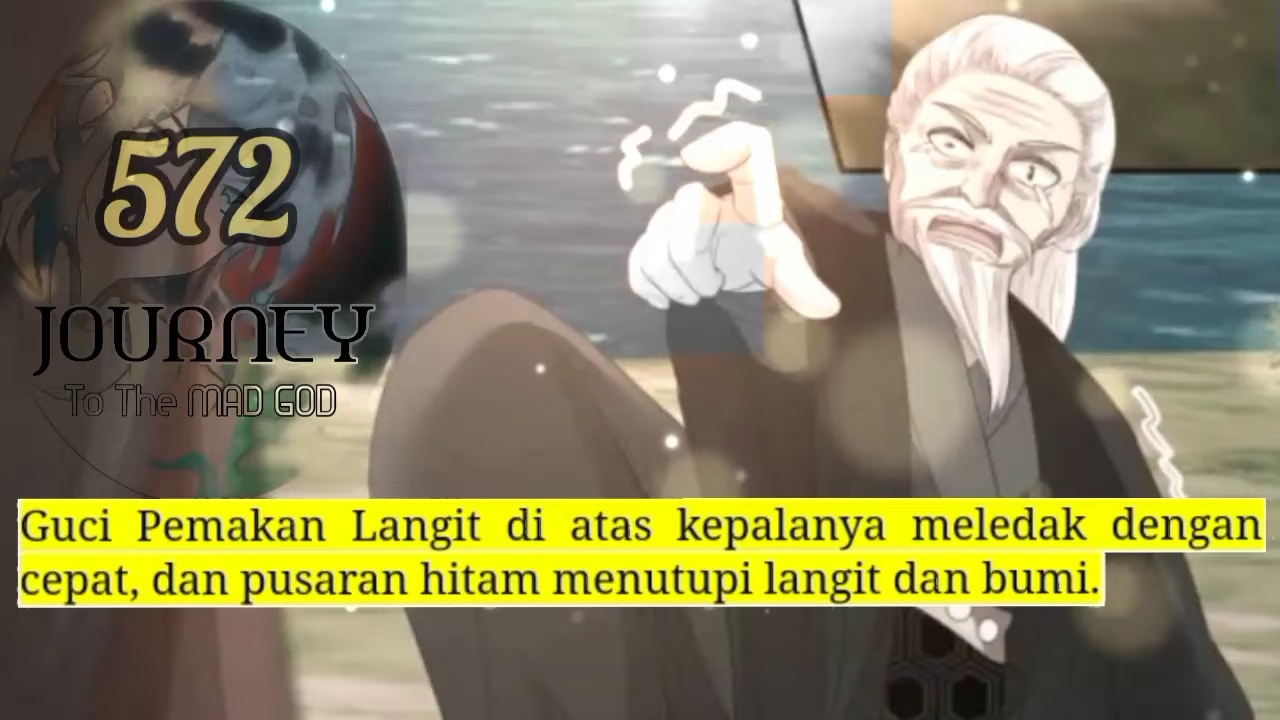 572
JOURNEY
To The MAD GOD
Guci Pemakan Langit di atas kepalanya meledak dengan
cepat, dan pusaran hitam menutupi langit dan bumi.